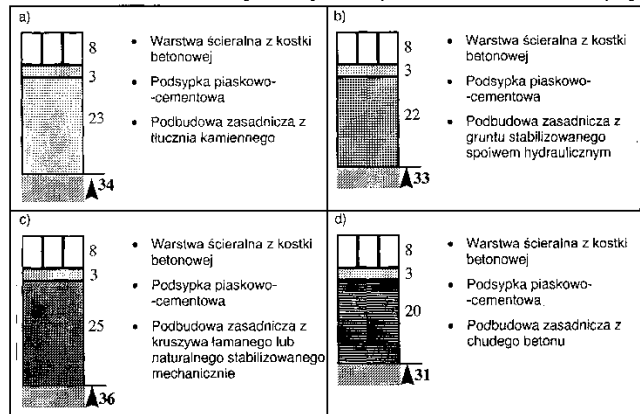 a)
8
3
23
34
• Warstwa ścieralna z kostki
betonowej
• Podsypka piaskowo-
-cementowa
• Podbudowa zasadniczą z
tłucznia kamiennego
b)
8
3
22
33
• Warstwa ścieralna z kostki
betonowej
• Podsypka piaskowo-
-cementowa
• Podbudowa zasadnicza z
gruntu stabilizowanego
spoiwem hydraulicznym
c)
8
3
25
36
• Warstwa ścieralna z kostki
betonowej
• Podsypka piaskowo-
-cementowa
• Podbudowa zasadnicza z
kruszywa łamanego lub
naturalnego stabilizowanego
mechanicznie
d)
8
3
20
31
• Warstwa ścieralna z kostki
betonowej
• Podsypka piaskowo-
-cementowa
• Podbudowa zasadnicza z
chudego betonu